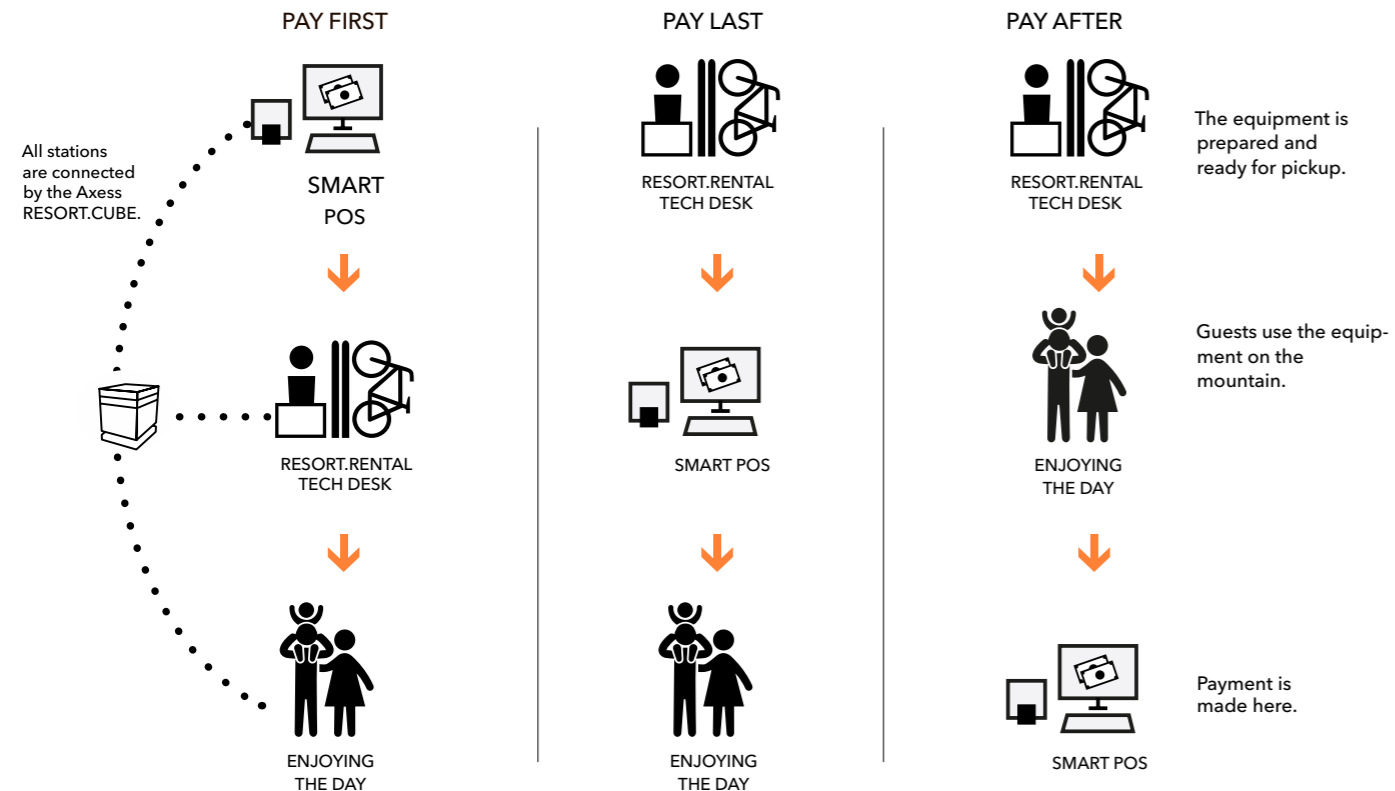 PAY FIRST
PAY LAST
PAY AFTER
All stations
are connected
by the Axess
RESORT.CUBE.
SMART
POS
RESORT.RENTAL
TECH DESK
ENJOYING
THE DAY
RESORT.RENTAL
TECH DESK
SMART POS
ENJOYING
THE DAY
RESORT.RENTAL
TECH DESK
The equipment is
prepared and
ready for pickup.
ENJOYING
THE DAY
Guests use the equip-
ment on the
mountain.
SMART POS
Payment is
made here.